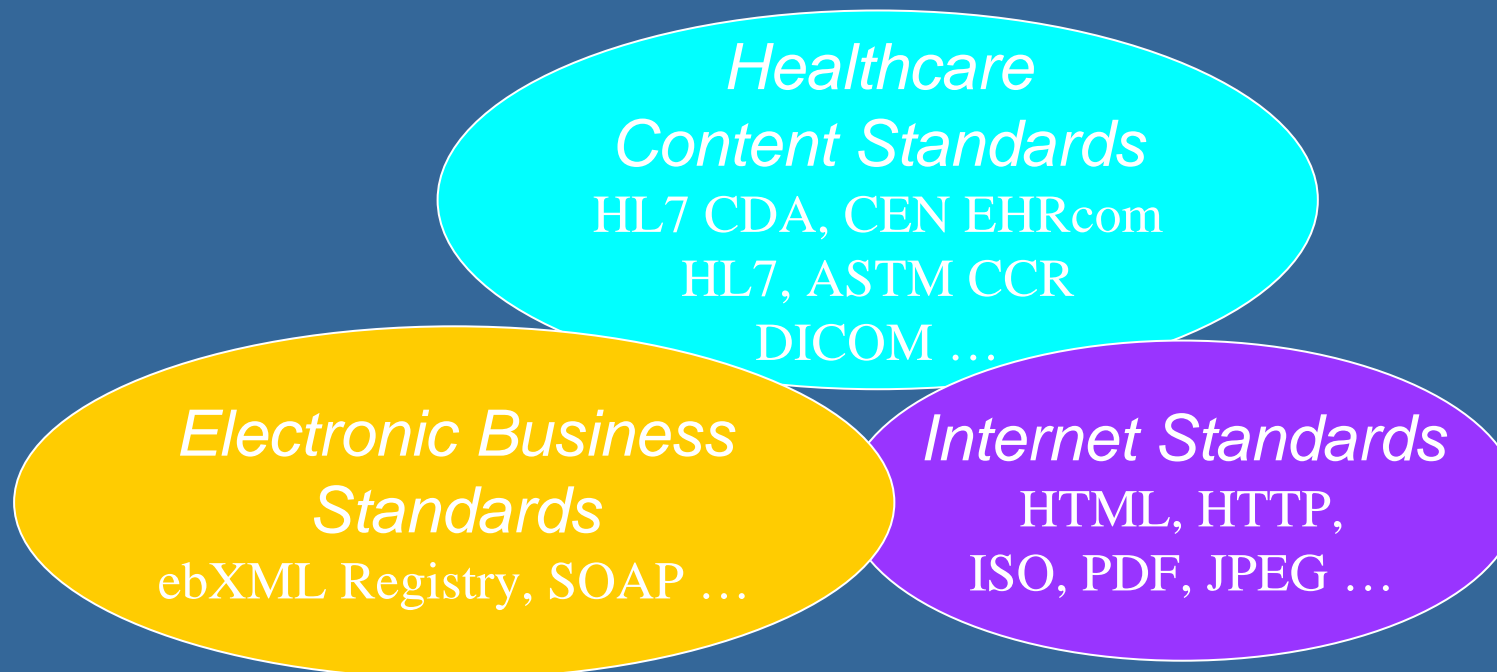 Healthcare
Content Standards
HL7 CDA, CEN EHRcom
HL7, ASTM CCR
DICOM …
Electronic Business
Standards
ebXML Registry, SOAP …
Internet Standards
HTML, HTTP,
ISO, PDF, JPEG …